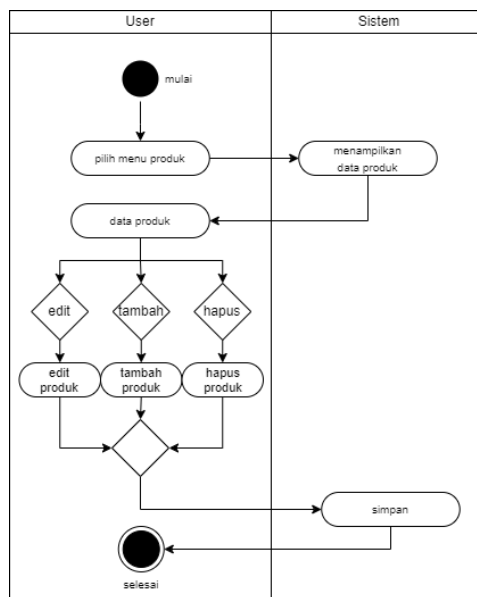 User
Sistem
mulai
pilih menu produk
menampilkan
data produk
data produk
edit
tambah
hapus
edit
produk
tambah
produk
hapus
produk
simpan
selesai